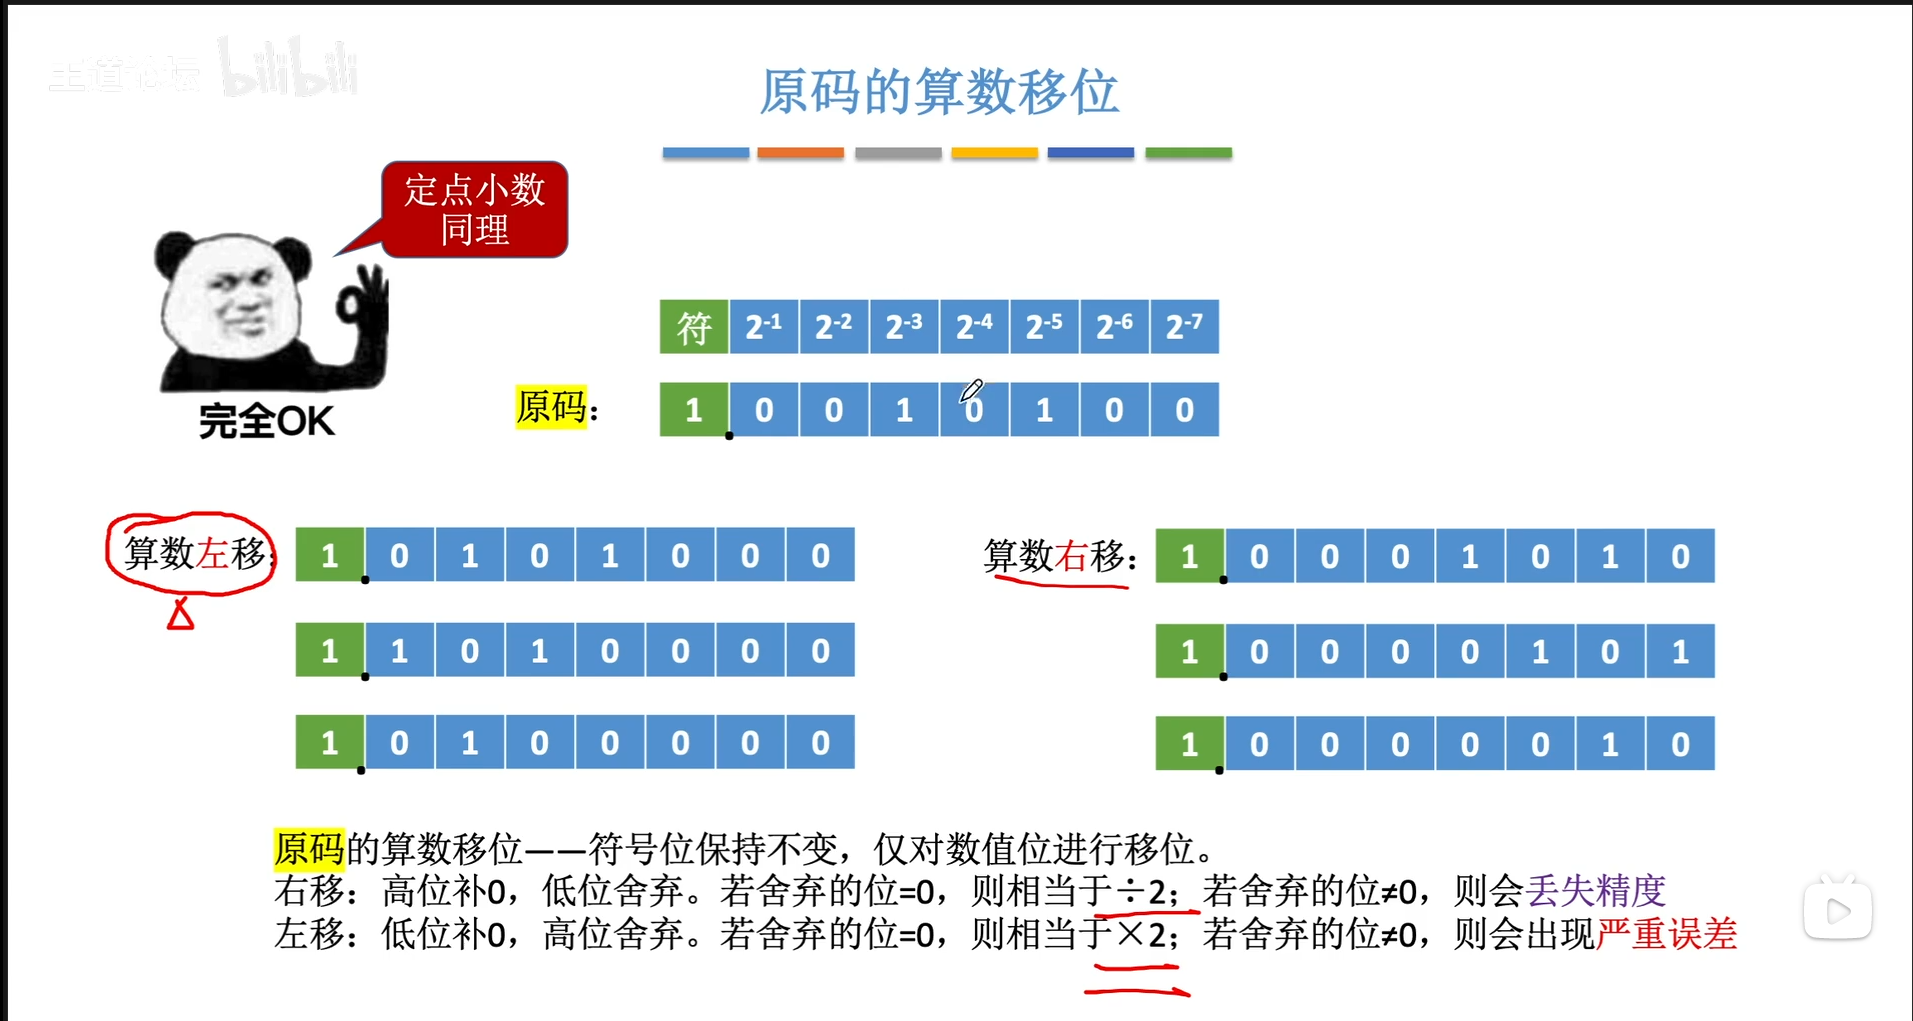 王道论坛 bilibili
原码的算数移位
定点小数
同理
完全OK
符 2-1 2-2 2-3 2-4 2-5 2-6 2-7
原码： 1 0 0 1 0 1 0 0
算数左移： 1 0 1 0 1 0 0 0
算数右移： 1 0 0 0 1 0 1 0
1 1 0 1 0 0 0 0
1 0 0 0 0 1 0 1
1 0 1 0 0 0 0 0
1 0 0 0 0 0 1 0
原码的算数移位——符号位保持不变，仅对数值位进行移位。
右移：高位补0，低位舍弃。若舍弃的位=0，则相当于÷2；若舍弃的位≠0，则会丢失精度
左移：低位补0，高位舍弃。若舍弃的位=0，则相当于×2；若舍弃的位≠0，则会出现严重误差